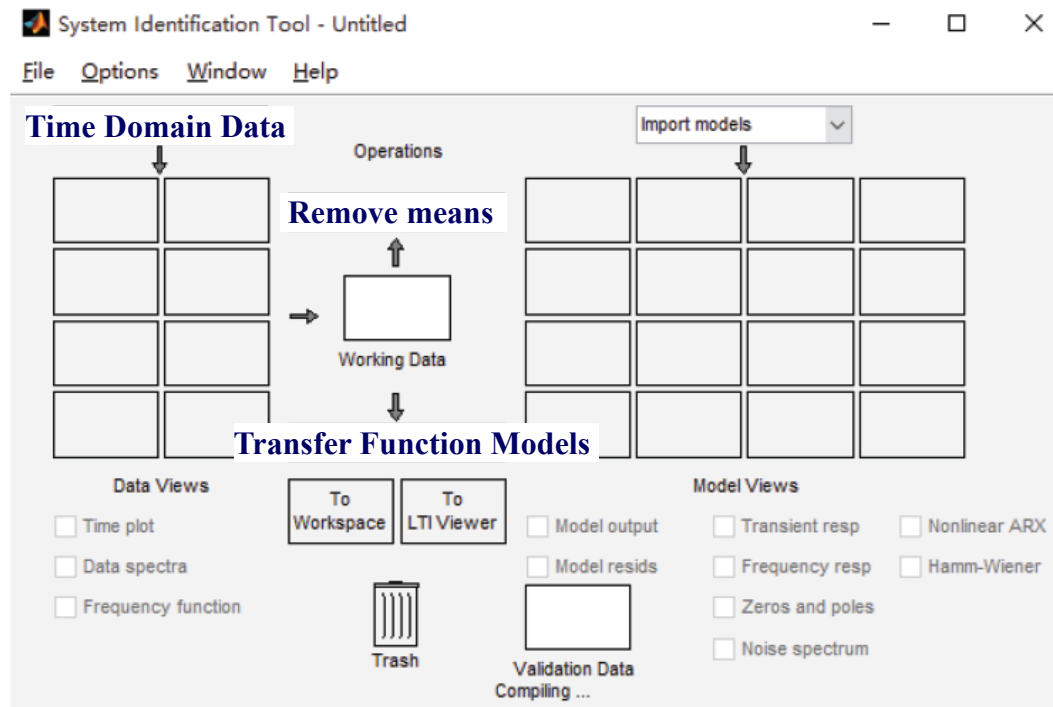 System Identification Tool - Untitled
File Options Window Help
Time Domain Data
Import models
Operations
Remove means
Working Data
Transfer Function Models
Data Views
To
Workspace
To
LTI Viewer
Model Views
Time plot
Data spectra
Frequency function
Model output
Model resids
Transient resp
Frequency resp
Zeros and poles
Noise spectrum
Nonlinear ARX
Hamm-Wiener
Trash
Validation Data
Compiling ...